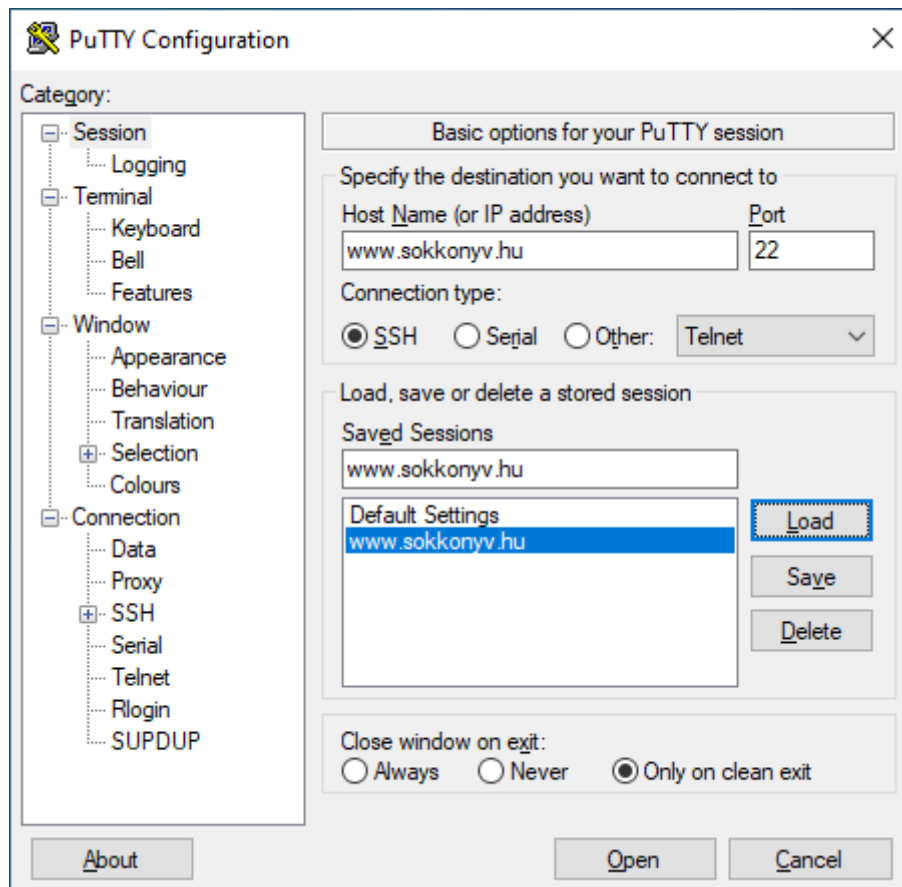 PuTTY Configuration
Category:
Session
Logging
Terminal
Keyboard
Bell
Features
Window
Appearance
Behaviour
Translation
Selection
Colours
Connection
Data
Proxy
SSH
Serial
Telnet
Rlogin
SUPDUP
Basic options for your PuTTY session
Specify the destination you want to connect to
Host Name (or IP address) Port
www.sokkonyv.hu 22
Connection type:
SSH Serial Other: Telnet
Load, save or delete a stored session
Saved Sessions
www.sokkonyv.hu
Default Settings
www.sokkonyv.hu
Load
Save
Delete
Close window on exit:
Always Never Only on clean exit
About Open Cancel